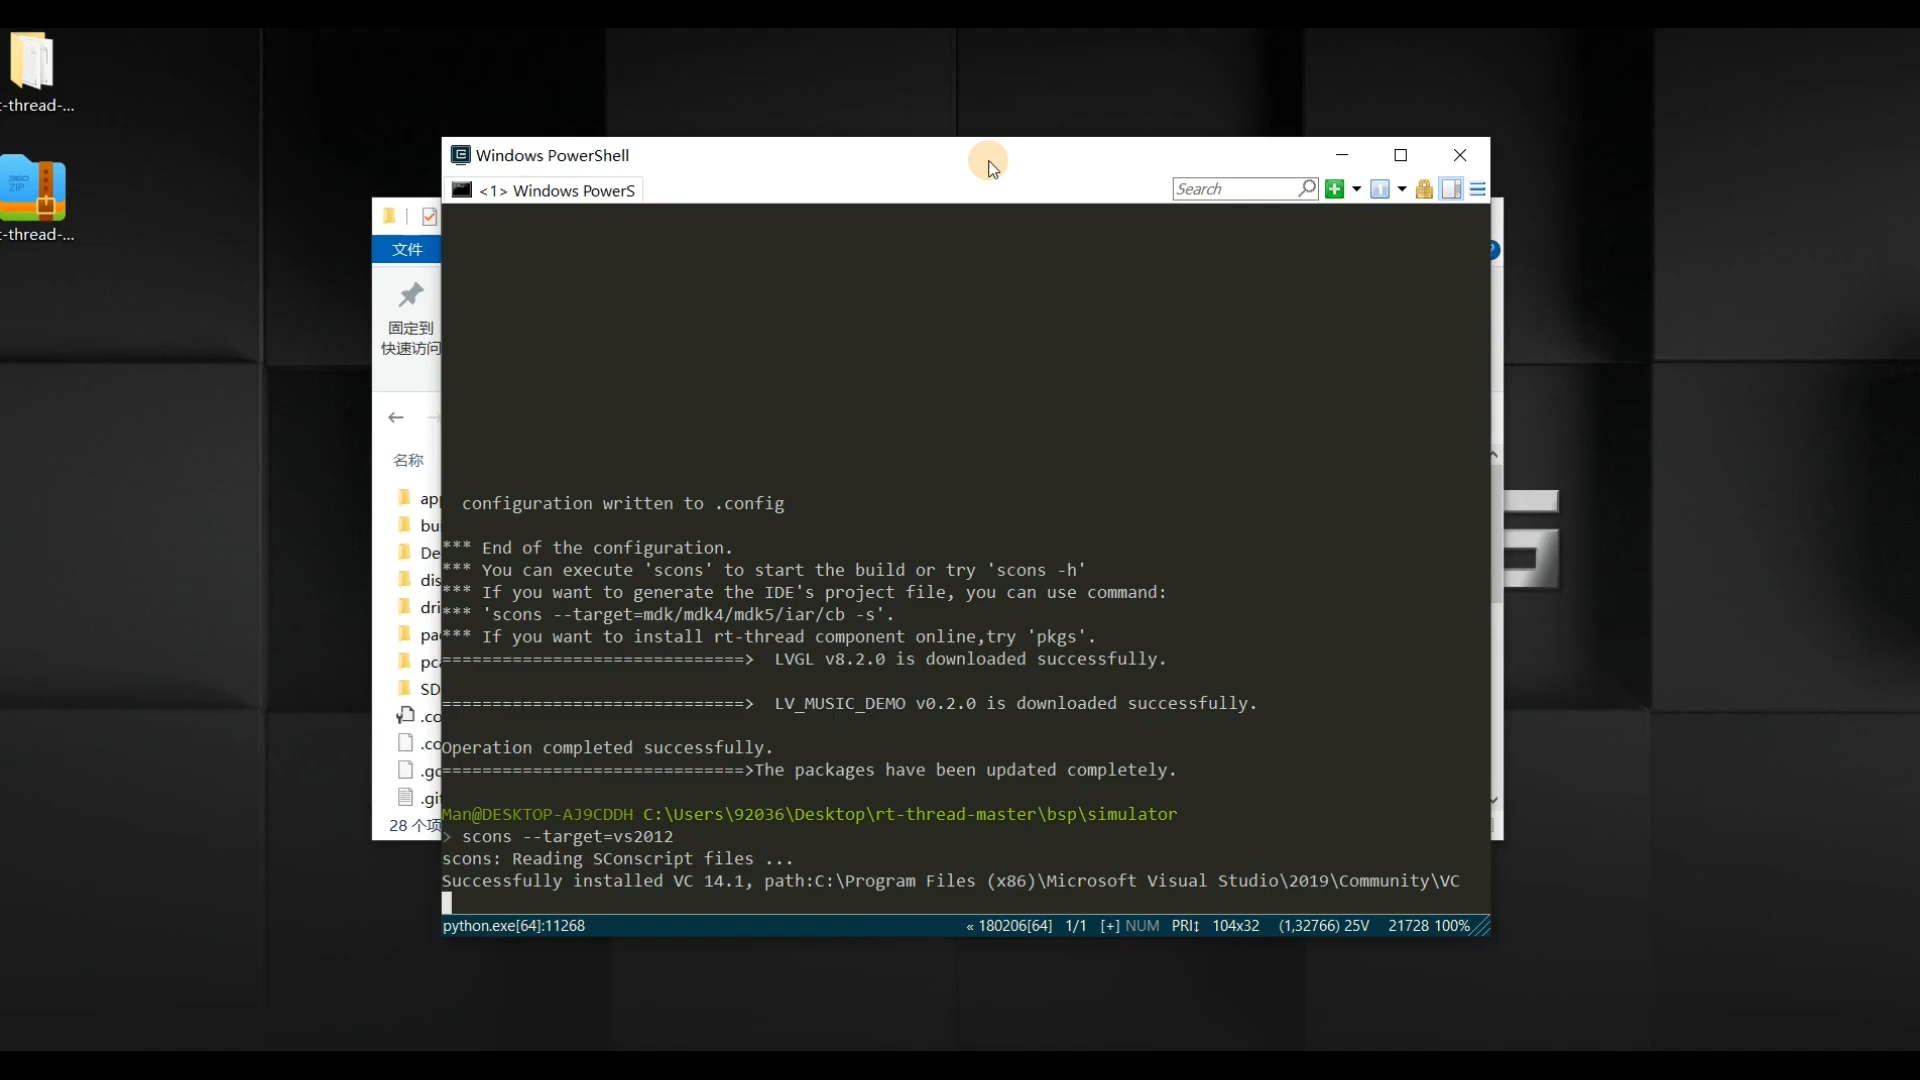 t-thread-...
360
ZIP
t-thread-...
Windows PowerShell
<1> Windows PowerS
Search
文件
固定到
快速访问
名称
app
bu
De
dis
dri
pac
SD
.co
.co
.git
28 个项
configuration written to .config
*** End of the configuration.
*** You can execute 'scons' to start the build or try 'scons -h'
*** If you want to generate the IDE's project file, you can use command:
*** 'scons --target=mdk/mdk4/mdk5/iar/cb -s'.
*** If you want to install rt-thread component online,try 'pkgs'.
==============================> LVGL v8.2.0 is downloaded successfully.
==============================> LV_MUSIC_DEMO v0.2.0 is downloaded successfully.
Operation completed successfully.
==============================>The packages have been updated completely.
Man@DESKTOP-AJ9CDDH C:\Users\92036\Desktop\rt-thread-master\bsp\simulator
> scons --target=vs2012
scons: Reading SConscript files ...
Successfully installed VC 14.1, path:C:\Program Files (x86)\Microsoft Visual Studio\2019\Community\VC
python.exe[64]:11268
« 180206[64] 1/1 [+] NUM PRI↕ 104x32 (1,32766) 25V 21728 100%